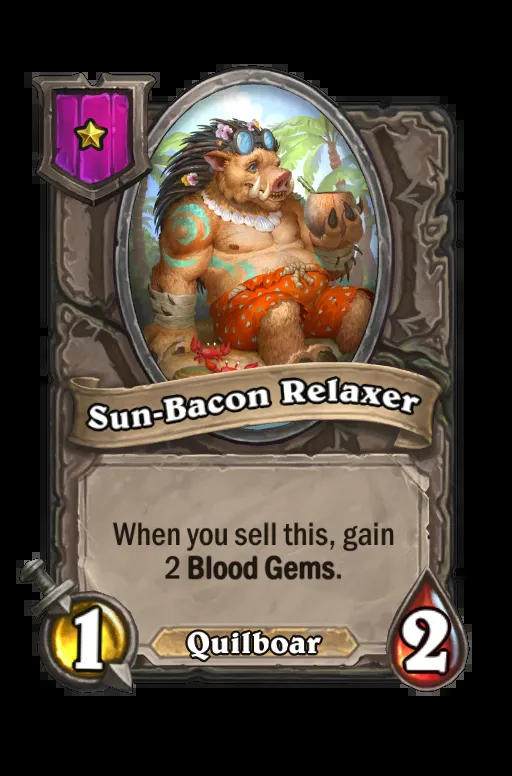 Sun-Bacon Relaxer
When you sell this, gain
2 Blood Gems.
1
Quilboar
2